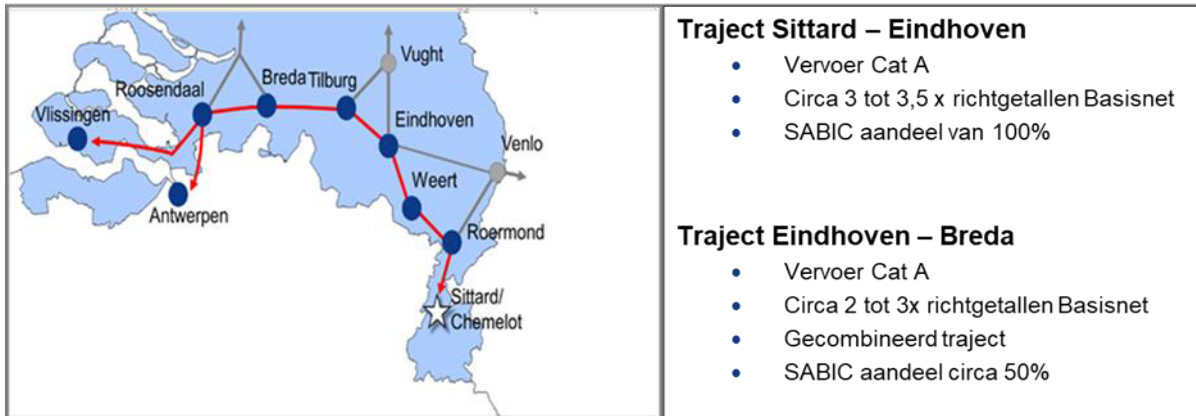 Vught
Breda
Tilburg
Roosendaal
Vlissingen
Eindhoven
Venlo
Weert
Antwerpen
Roermond
Sittard/
Chemelot
Traject Sittard – Eindhoven
• Vervoer Cat A
• Circa 3 tot 3,5 x richtgetallen Basisnet
• SABIC aandeel van 100%
Traject Eindhoven – Breda
• Vervoer Cat A
• Circa 2 tot 3x richtgetallen Basisnet
• Gecombineerd traject
• SABIC aandeel circa 50%